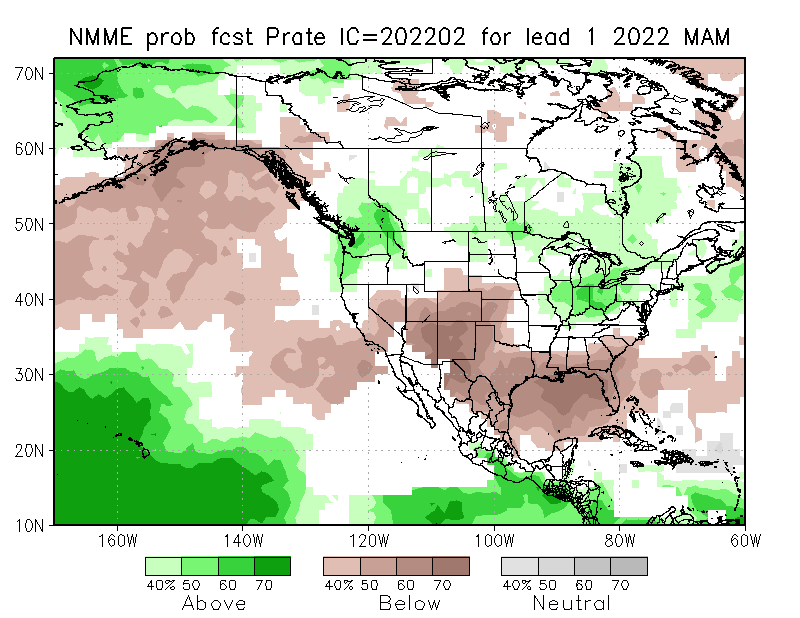 NMME prob fcst Prate IC=202202 for lead 1 2022 MAM
70N
60N
50N
40N
30N
20N
10N
160W 140W 120W 100W 80W 60W
40% 50 60 70 40% 50 60 70 40% 50 60 70
Above Below Neutral